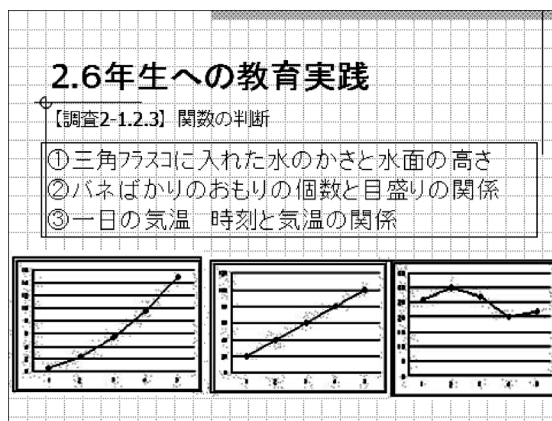 2.6年生への教育実践
【調査2-1.2.3】関数の判断
①三角フラスコに入れた水のかさと水面の高さ
②バネばかりのおもりの個数と目盛りの関係
③一日の気温　時刻と気温の関係